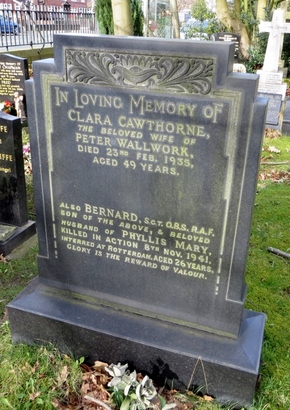 In Loving Memory of
CLARA CAWTHORNE,
THE BELOVED WIFE OF
PETER WALLWORK,
DIED 23RD FEB. 1935,
AGED 49 YEARS.
ALSO BERNARD, SGT. OBS. R.A.F.
SON OF THE ABOVE, & BELOVED
HUSBAND OF PHYLLIS MARY,
KILLED IN ACTION 8TH NOV. 1941,
INTERRED AT ROTTERDAM. AGED 26 YEARS.
GLORY IS THE REWARD OF VALOUR.